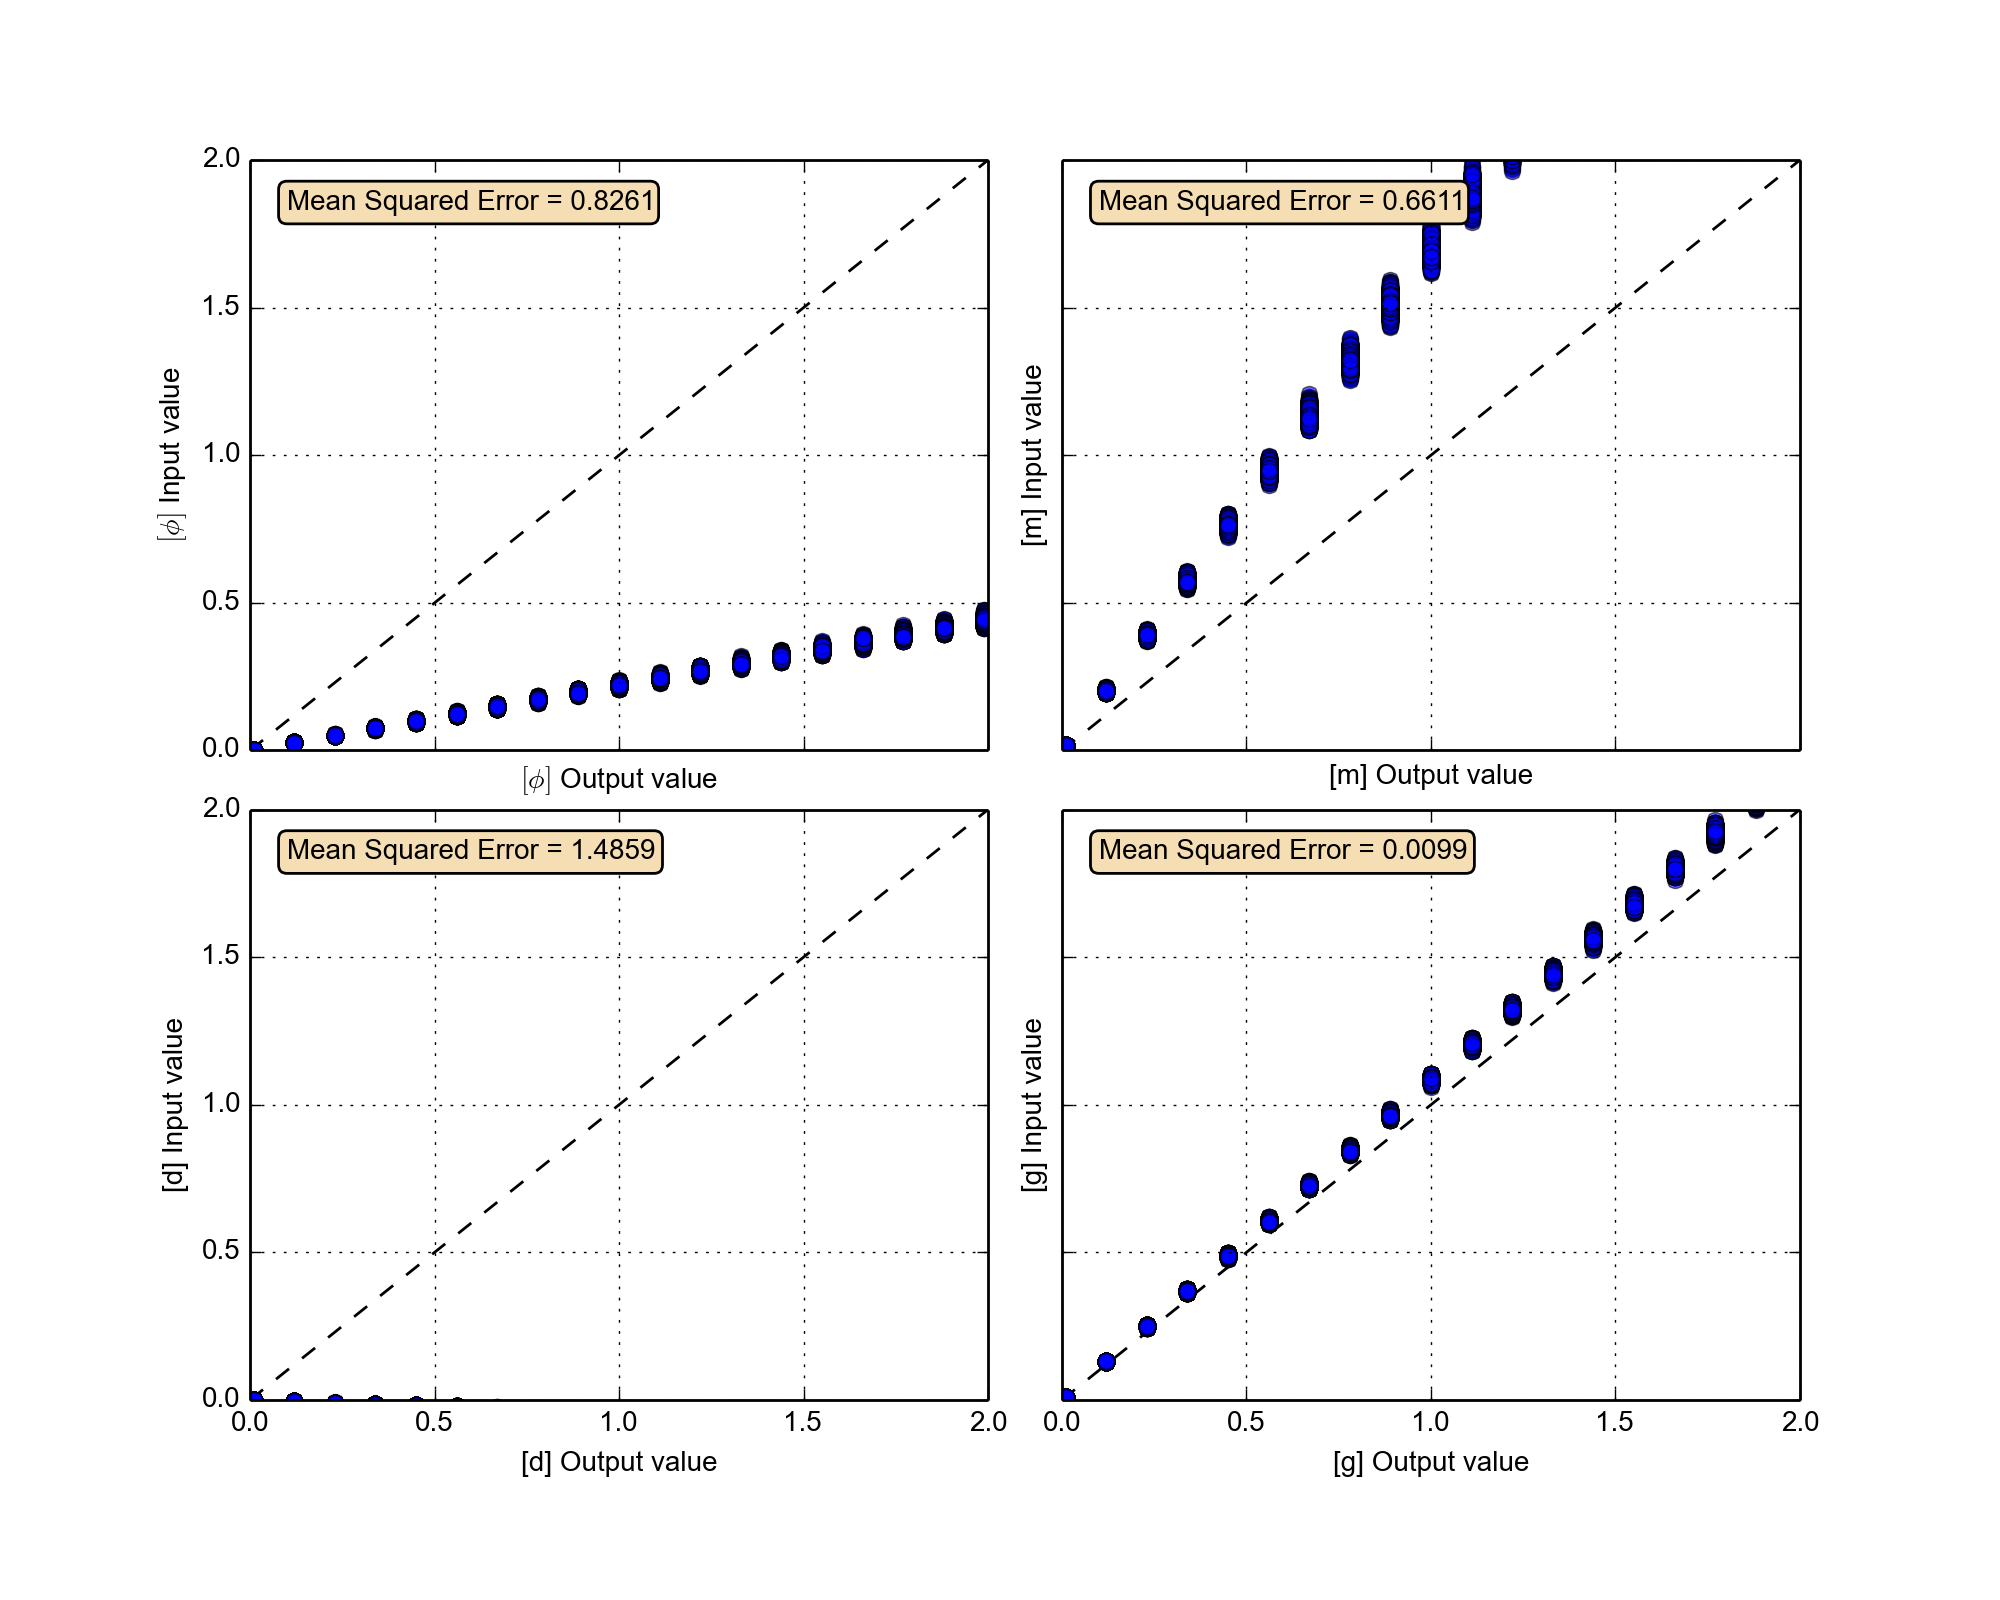 2.0
1.5
1.0
0.5
0.0
[ϕ] Input value
Mean Squared Error = 0.8261
[ϕ] Output value
[m] Input value
Mean Squared Error = 0.6611
[m] Output value
2.0
1.5
1.0
0.5
0.0
[d] Input value
Mean Squared Error = 1.4859
0.0 0.5 1.0 1.5 2.0
[d] Output value
[g] Input value
Mean Squared Error = 0.0099
0.0 0.5 1.0 1.5 2.0
[g] Output value